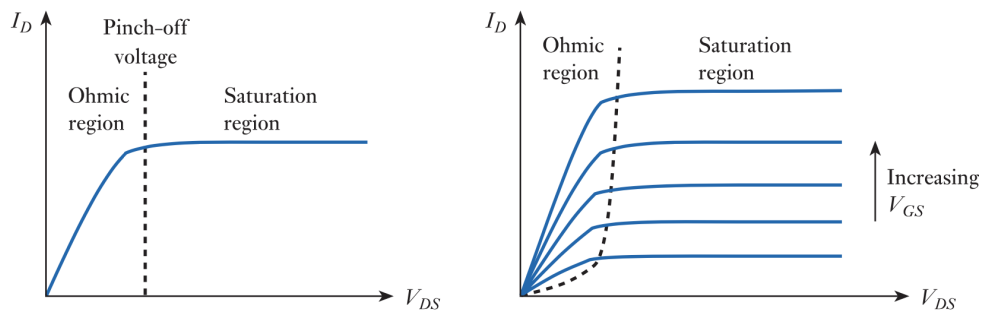 I_D
Pinch-off
voltage
Ohmic
region
Saturation
region
V_DS
I_D
Ohmic
region
Saturation
region
Increasing
V_GS
V_DS